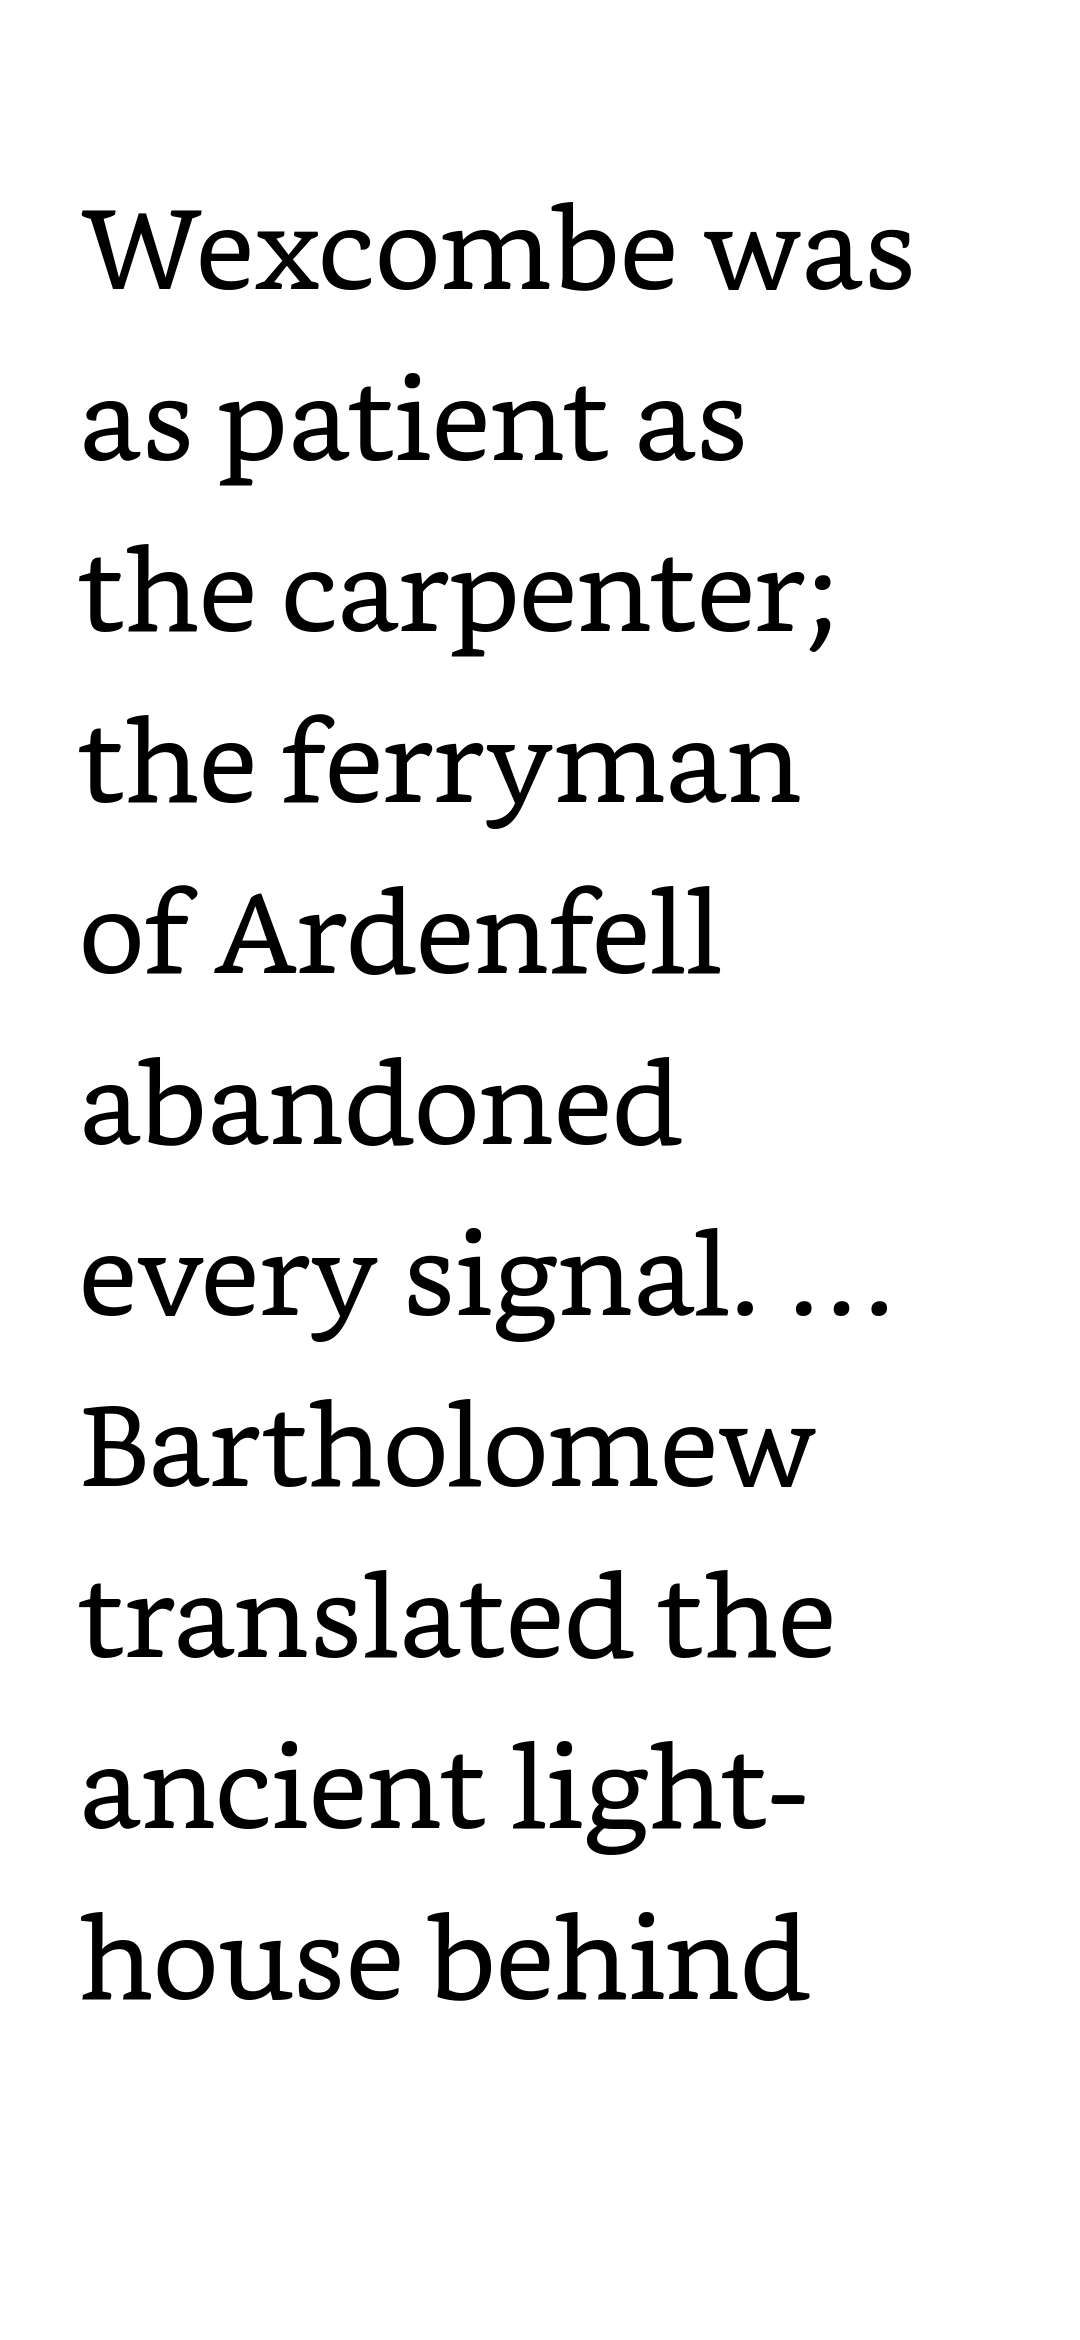 Wexcombe was
as patient as
the carpenter;
the ferryman
of Ardenfell
abandoned
every signal. …
Bartholomew
translated the
ancient light-
house behind